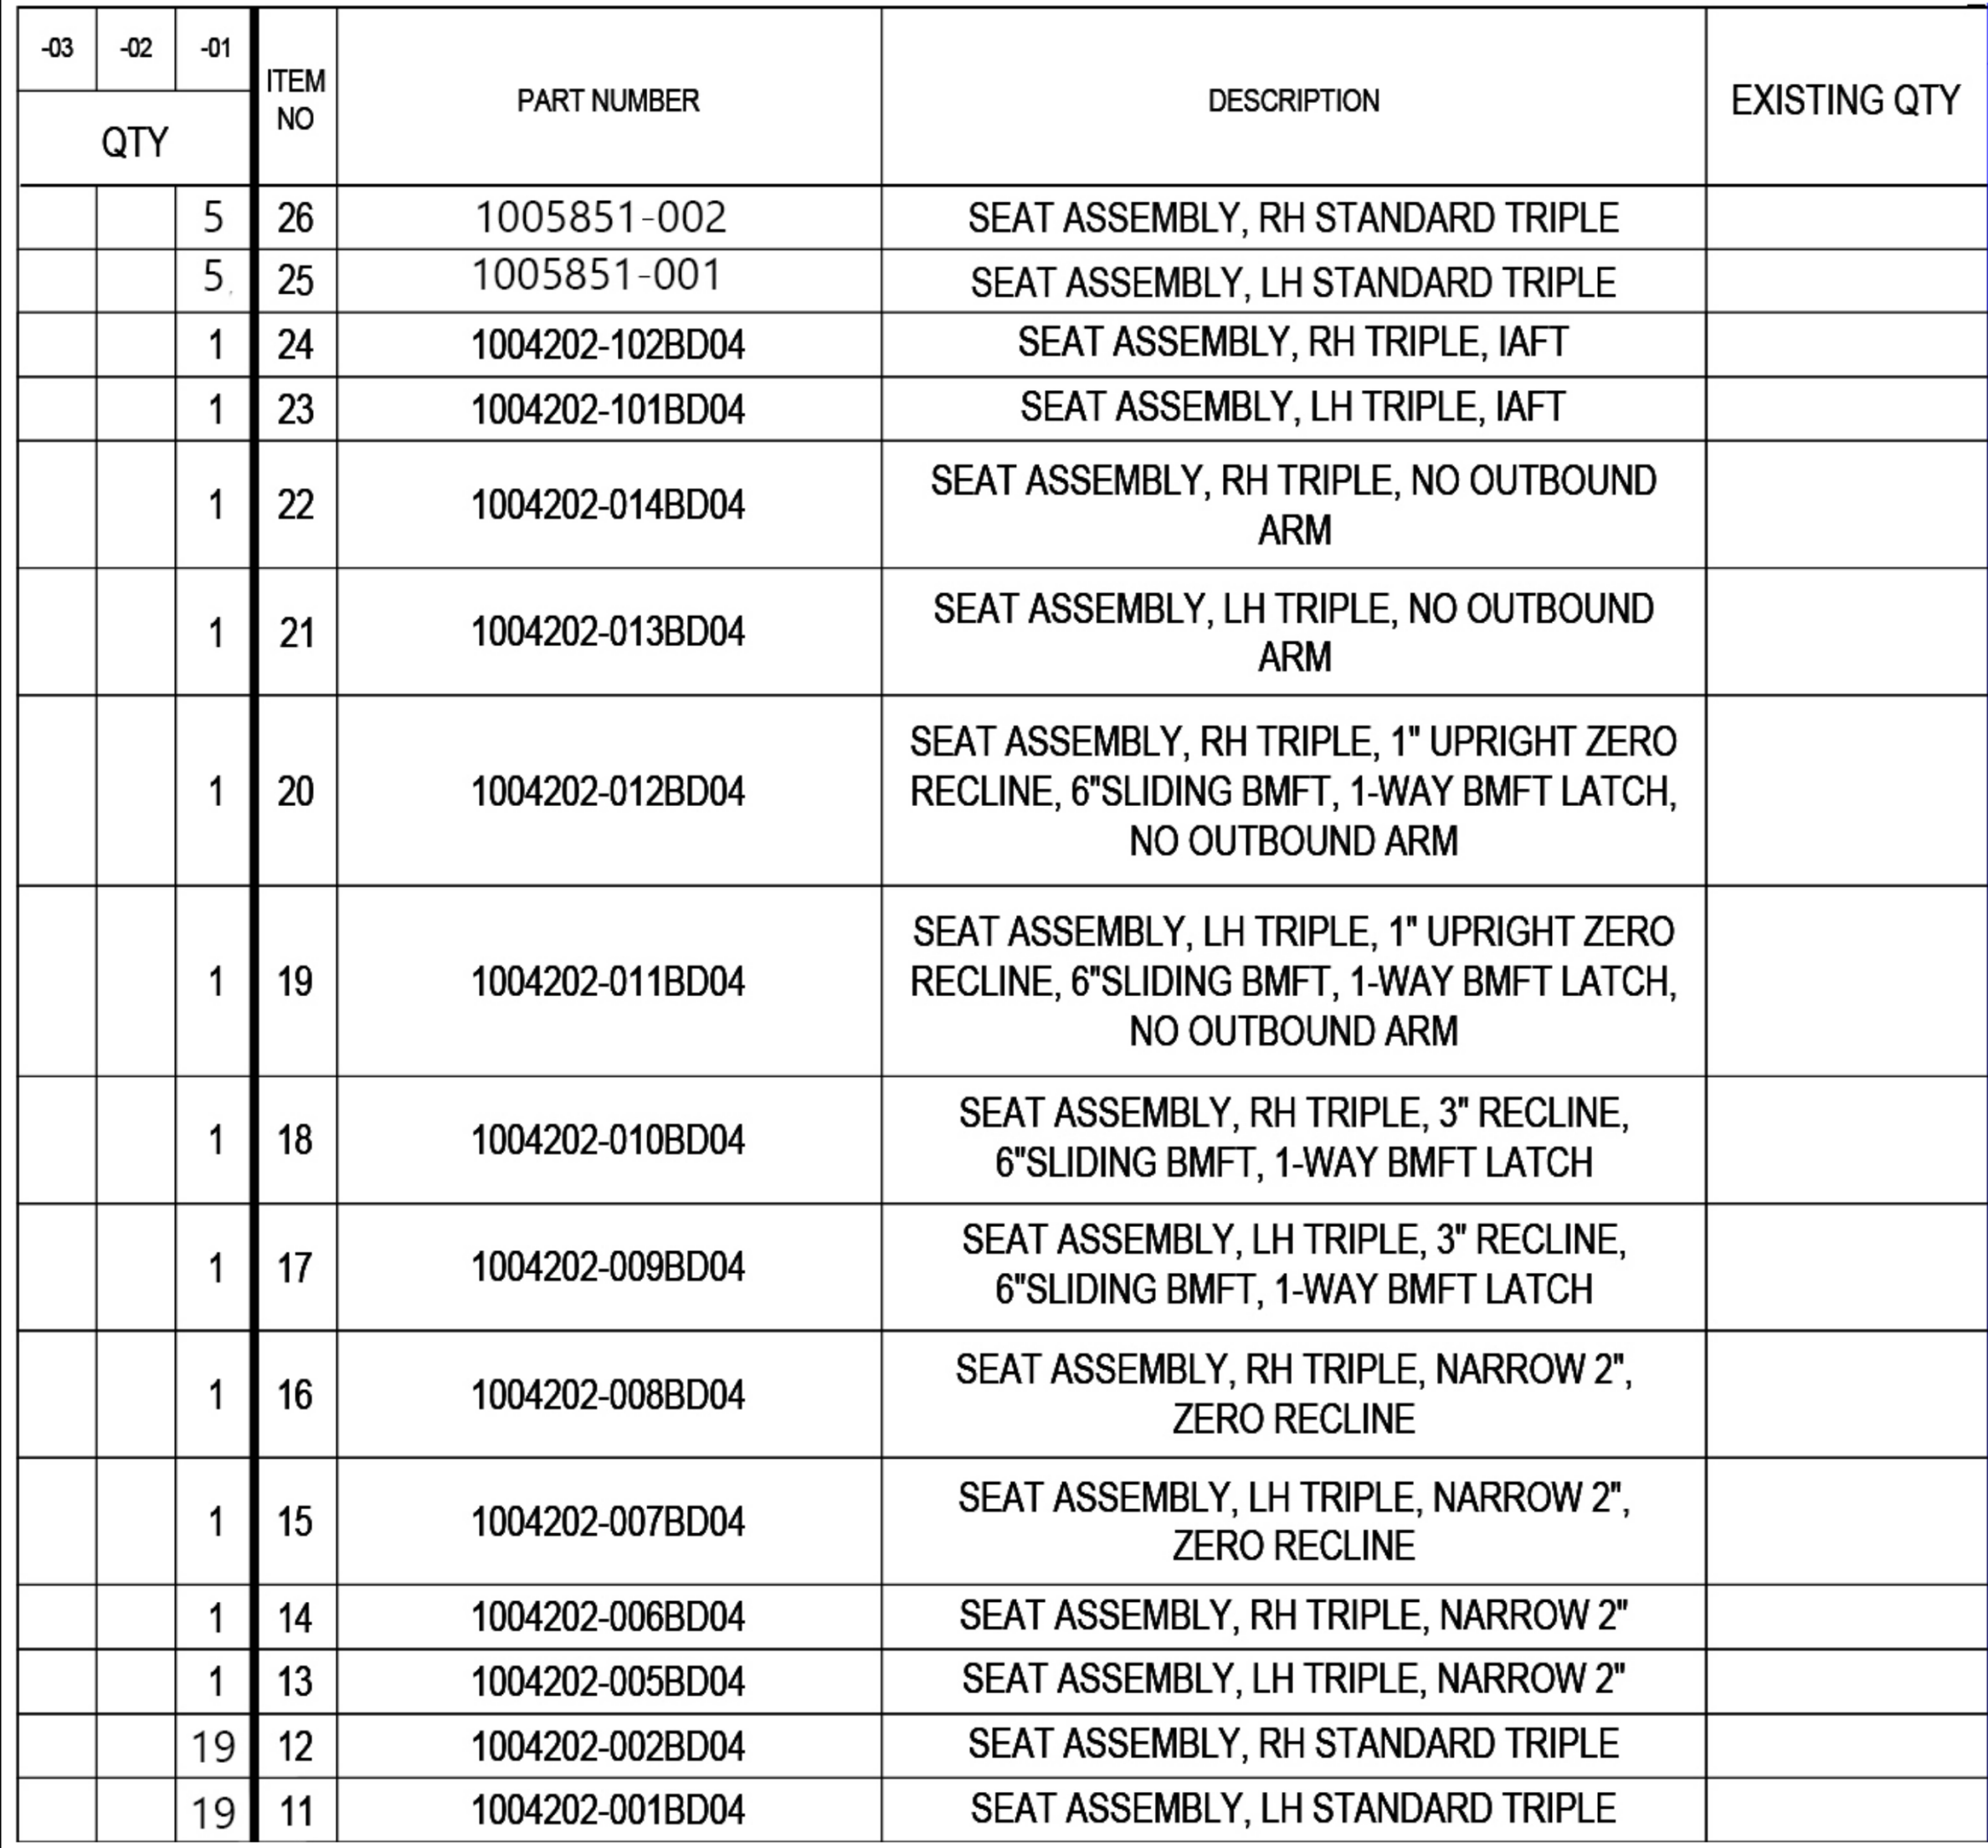 -03 -02 -01 ITEM NO PART NUMBER DESCRIPTION EXISTING QTY
QTY
5 26 1005851-002 SEAT ASSEMBLY, RH STANDARD TRIPLE
5 25 1005851-001 SEAT ASSEMBLY, LH STANDARD TRIPLE
1 24 1004202-102BD04 SEAT ASSEMBLY, RH TRIPLE, IAFT
1 23 1004202-101BD04 SEAT ASSEMBLY, LH TRIPLE, IAFT
1 22 1004202-014BD04 SEAT ASSEMBLY, RH TRIPLE, NO OUTBOUND
ARM
1 21 1004202-013BD04 SEAT ASSEMBLY, LH TRIPLE, NO OUTBOUND
ARM
1 20 1004202-012BD04 SEAT ASSEMBLY, RH TRIPLE, 1" UPRIGHT ZERO
RECLINE, 6"SLIDING BMFT, 1-WAY BMFT LATCH,
NO OUTBOUND ARM
1 19 1004202-011BD04 SEAT ASSEMBLY, LH TRIPLE, 1" UPRIGHT ZERO
RECLINE, 6"SLIDING BMFT, 1-WAY BMFT LATCH,
NO OUTBOUND ARM
1 18 1004202-010BD04 SEAT ASSEMBLY, RH TRIPLE, 3" RECLINE,
6"SLIDING BMFT, 1-WAY BMFT LATCH
1 17 1004202-009BD04 SEAT ASSEMBLY, LH TRIPLE, 3" RECLINE,
6"SLIDING BMFT, 1-WAY BMFT LATCH
1 16 1004202-008BD04 SEAT ASSEMBLY, RH TRIPLE, NARROW 2",
ZERO RECLINE
1 15 1004202-007BD04 SEAT ASSEMBLY, LH TRIPLE, NARROW 2",
ZERO RECLINE
1 14 1004202-006BD04 SEAT ASSEMBLY, RH TRIPLE, NARROW 2"
1 13 1004202-005BD04 SEAT ASSEMBLY, LH TRIPLE, NARROW 2"
19 12 1004202-002BD04 SEAT ASSEMBLY, RH STANDARD TRIPLE
19 11 1004202-001BD04 SEAT ASSEMBLY, LH STANDARD TRIPLE